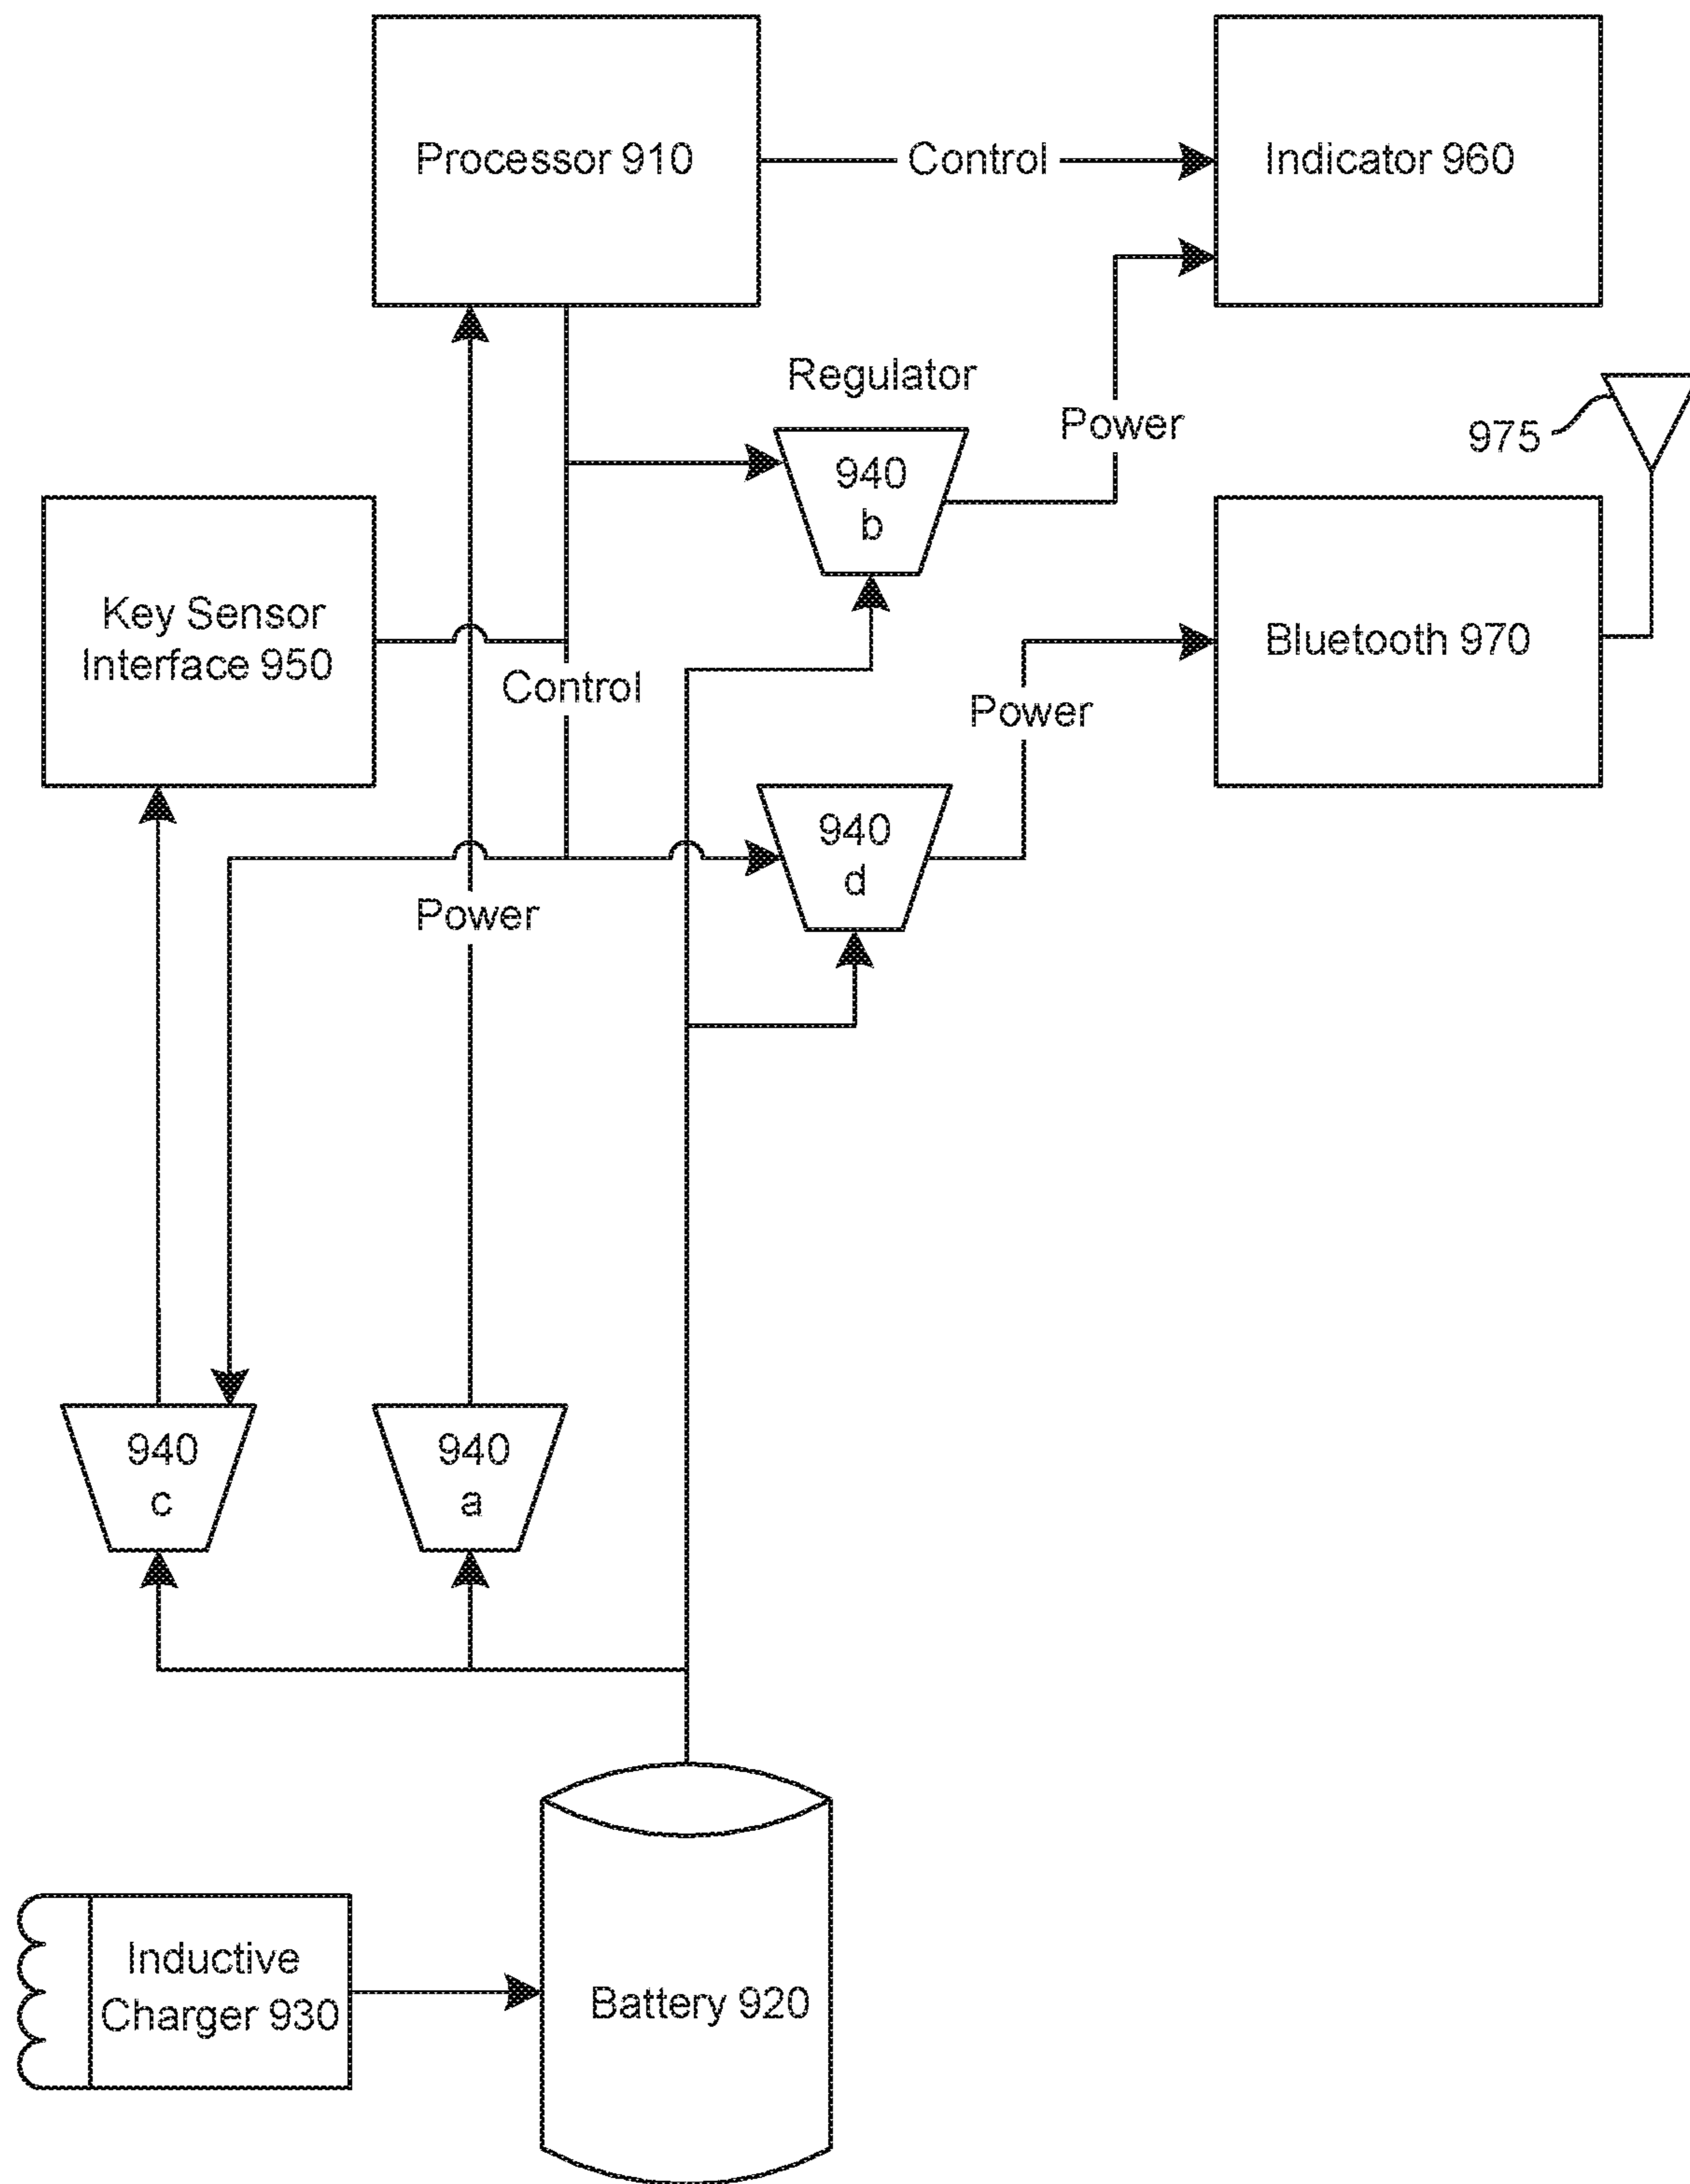 Processor 910
Control
Indicator 960
Regulator
940
b
Power
975
Key Sensor
Interface 950
Control
Bluetooth 970
Power
940
d
Power
940
c
940
a
Inductive
Charger 930
Battery 920